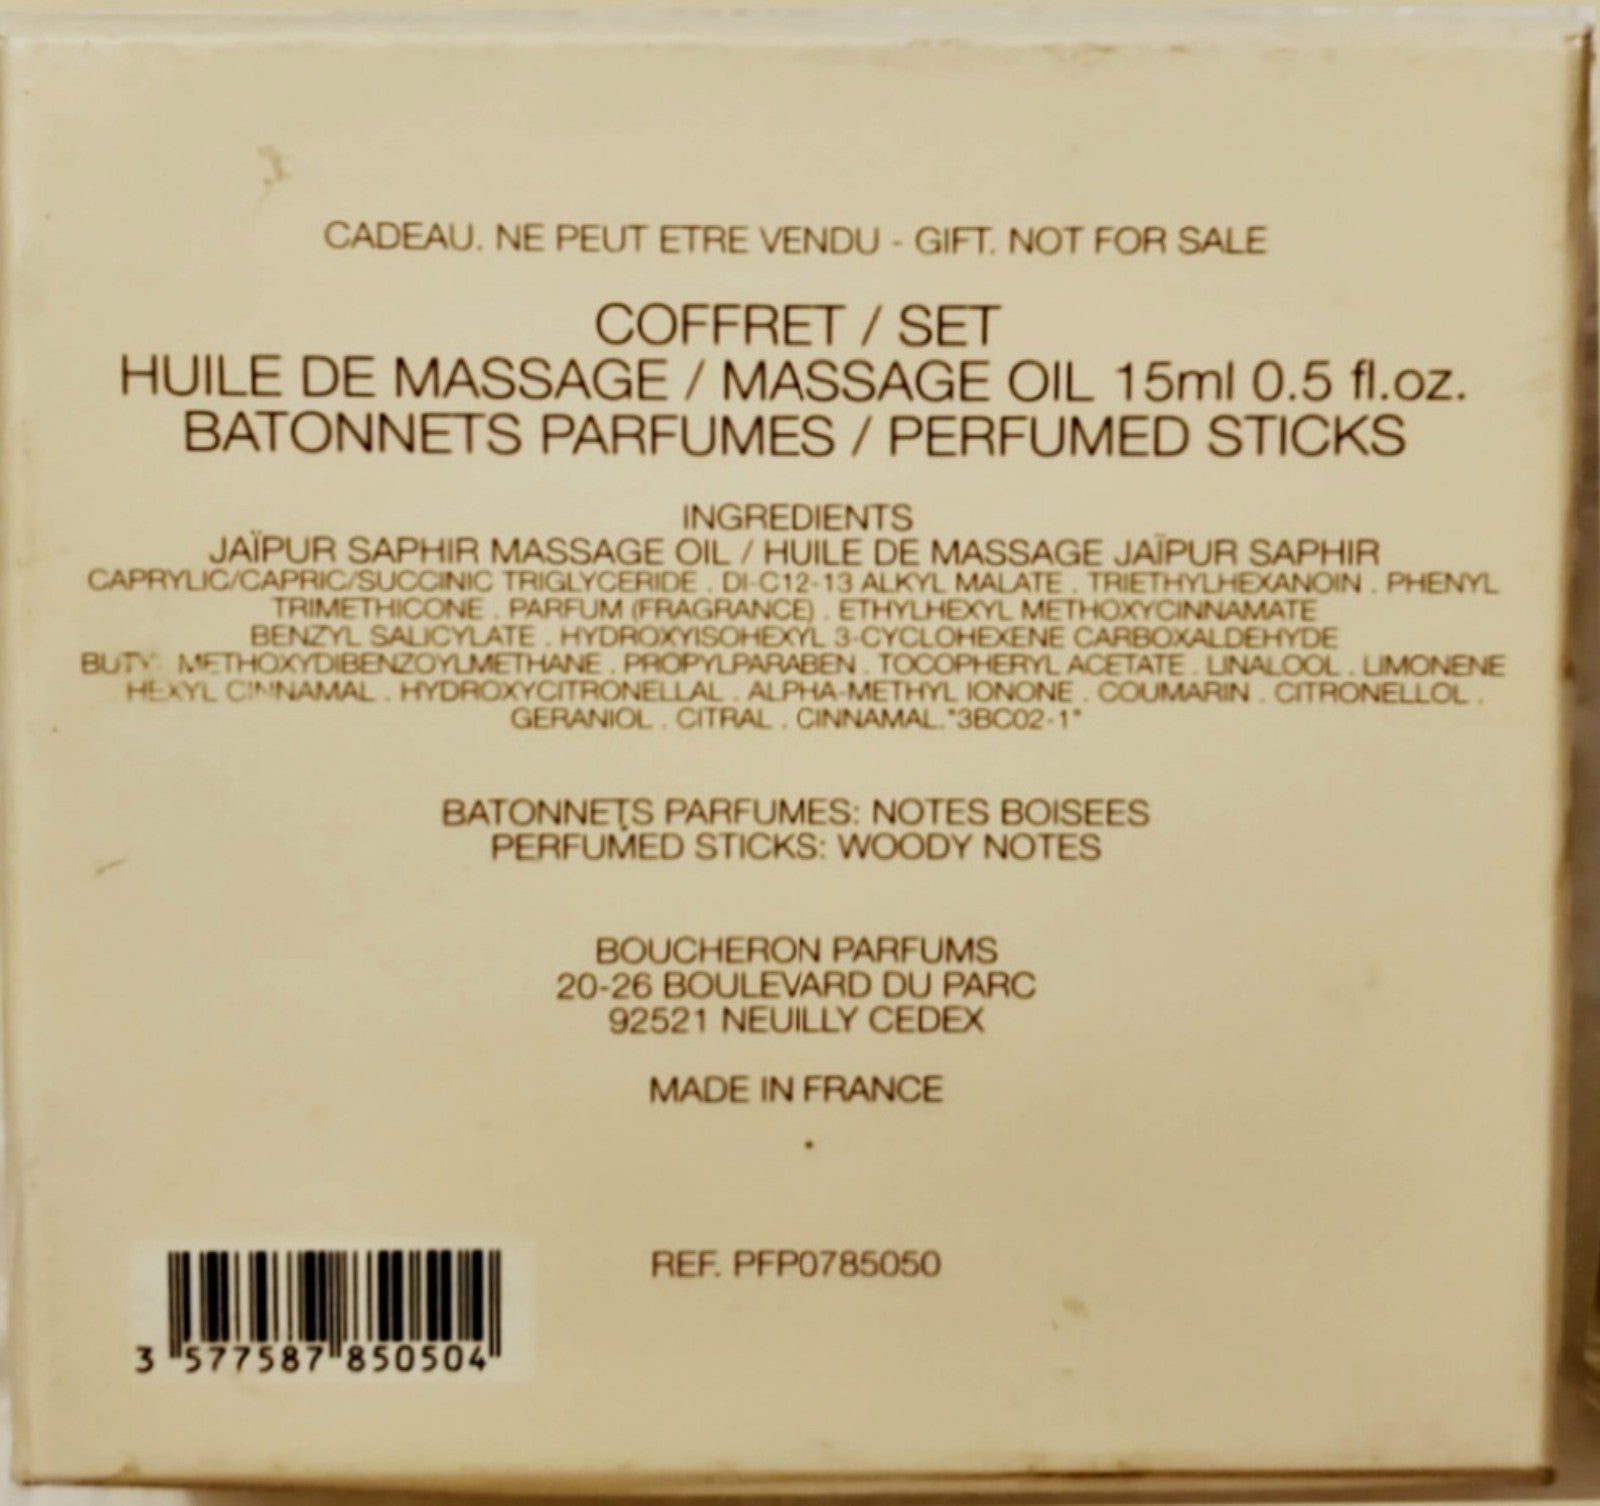 CADEAU. NE PEUT ETRE VENDU - GIFT. NOT FOR SALE
COFFRET / SET
HUILE DE MASSAGE / MASSAGE OIL 15ml 0.5 fl.oz.
BATONNETS PARFUMES / PERFUMED STICKS
INGREDIENTS
JAÏPUR SAPHIR MASSAGE OIL / HUILE DE MASSAGE JAÏPUR SAPHIR
CAPRYLIC/CAPRIC/SUCCINIC TRIGLYCERIDE . DI-C12-13 ALKYL MALATE . TRIETHYLHEXANOIN . PHENYL
TRIMETHICONE . PARFUM (FRAGRANCE) . ETHYLHEXYL METHOXYCINNAMATE
BENZYL SALICYLATE . HYDROXYISOHEXYL 3-CYCLOHEXENE CARBOXALDEHYDE
METHOXYDIBENZOYLMETHANE . PROPYLPARABEN . TOCOPHERYL ACETATE . LINALOOL . LIMONENE
HEXYL CINNAMAL . HYDROXYCITRONELLAL . ALPHA-METHYL IONONE . COUMARIN . CITRONELLOL .
GERANIOL . CITRAL . CINNAMAL."3BC02-1"
BATONNETS PARFUMES: NOTES BOISEES
PERFUMED STICKS: WOODY NOTES
BOUCHERON PARFUMS
20-26 BOULEVARD DU PARC
92521 NEUILLY CEDEX
MADE IN FRANCE
REF. PFP0785050
3 577587 850504